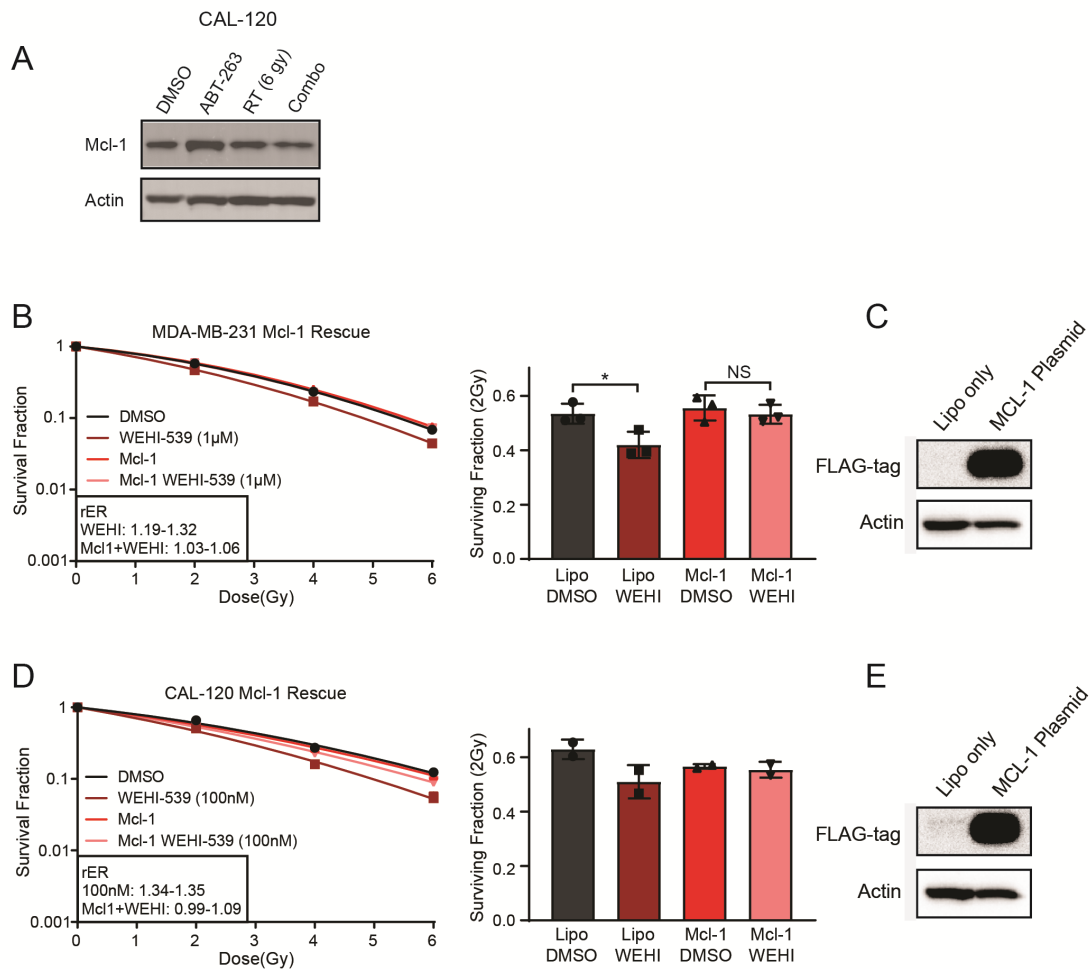 CAL-120
A
DMSO
ABT-263
RT (6 gy)
Combo
Mcl-1
Actin
B
MDA-MB-231 Mcl-1 Rescue
Survival Fraction
1
0.1
0.01
0.001
DMSO
WEHI-539 (1µM)
Mcl-1
Mcl-1 WEHI-539 (1µM)
rER
WEHI: 1.19-1.32
Mcl1+WEHI: 1.03-1.06
0 1 2 3 4 5 6
Dose(Gy)
Surviving Fraction (2Gy)
0.6
0.4
0.2
0.0
*
NS
Lipo DMSO
Lipo WEHI
Mcl-1 DMSO
Mcl-1 WEHI
C
Lipo only
MCL-1 Plasmid
FLAG-tag
Actin
D
CAL-120 Mcl-1 Rescue
Survival Fraction
1
0.1
0.01
0.001
DMSO
WEHI-539 (100nM)
Mcl-1
Mcl-1 WEHI-539 (100nM)
rER
100nM: 1.34-1.35
Mcl1+WEHI: 0.99-1.09
0 1 2 3 4 5 6
Dose(Gy)
Surviving Fraction (2Gy)
0.6
0.4
0.2
0.0
Lipo DMSO
Lipo WEHI
Mcl-1 DMSO
Mcl-1 WEHI
E
Lipo only
MCL-1 Plasmid
FLAG-tag
Actin